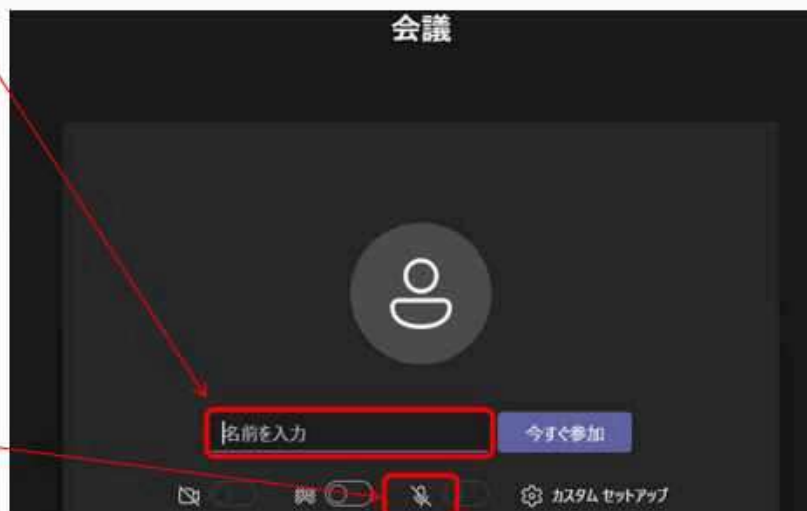 会議
名前を入力
今すぐ参加
カスタム セットアップ